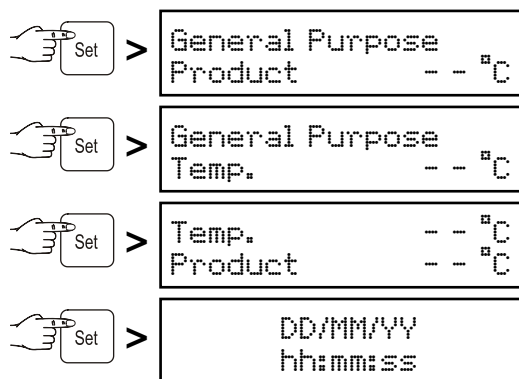 Set > General Purpose
Product -- °C
Set > General Purpose
Temp. -- °C
Set > Temp. -- °C
Product -- °C
Set > DD/MM/YY
hh:mm:ss